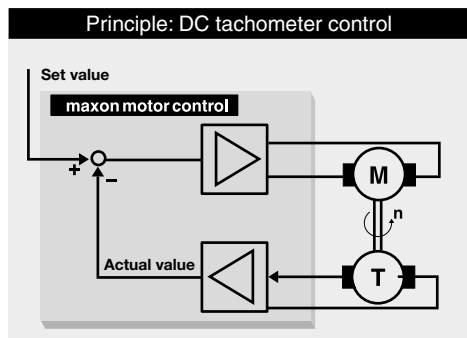 Principle: DC tachometer control
Set value
maxon motor control
+
−
M
n
Actual value
T